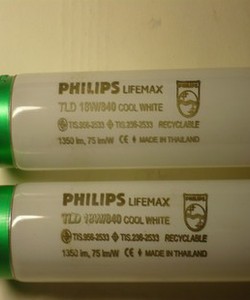 PHILIPS LIFEMAX
TLD 18W/840 COOL WHITE
TIS.956-2533 TIS.236-2533 RECYCLABLE
1350 lm, 75 lm/W CE MADE IN THAILAND
PHILIPS
PHILIPS LIFEMAX
TLD 18W/840 COOL WHITE
TIS.956-2533 TIS.236-2533 RECYCLABLE
1350 lm, 75 lm/W CE MADE IN THAILAND
PHILIPS